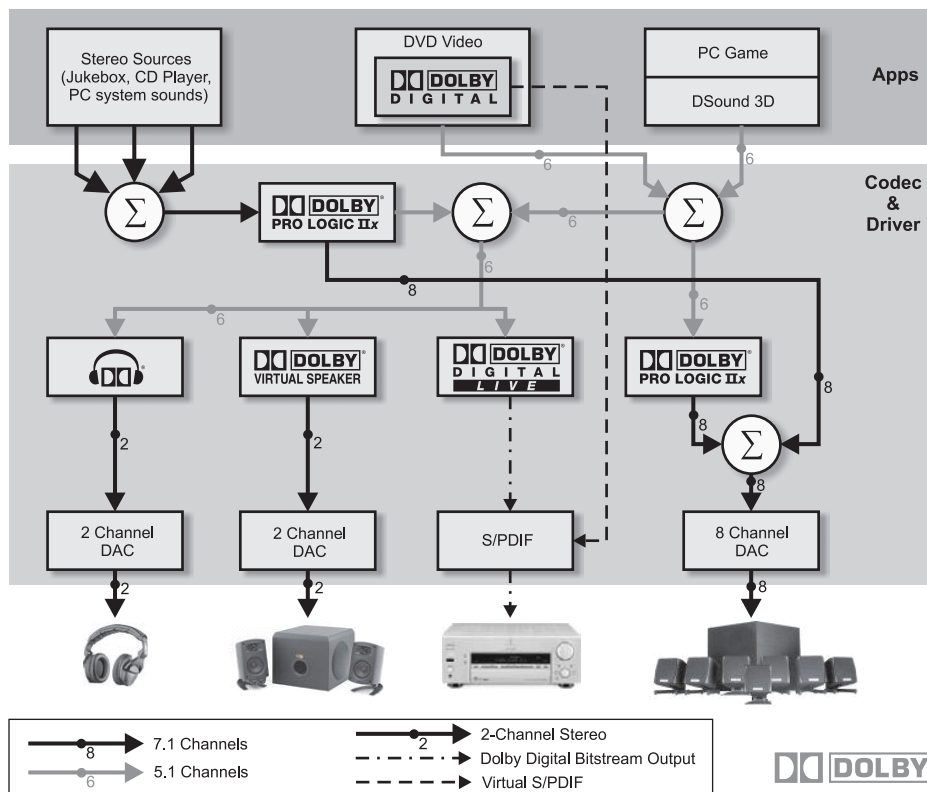 Stereo Sources
(Jukebox, CD Player,
PC system sounds)
DVD Video
DOLBY
DIGITAL
PC Game
DSound 3D
Apps
6
6
Codec
&
Driver
Σ
DOLBY®
PRO LOGIC IIx
Σ
6
Σ
6
8
6
6
®
DOLBY®
VIRTUAL SPEAKER
DOLBY®
DIGITAL
LIVE
DOLBY®
PRO LOGIC IIx
8
2
2
8
Σ
8
2 Channel
DAC
2 Channel
DAC
S/PDIF
8 Channel
DAC
2
2
8
8
7.1 Channels
6
5.1 Channels
2
2-Channel Stereo
Dolby Digital Bitstream Output
Virtual S/PDIF
DOLBY